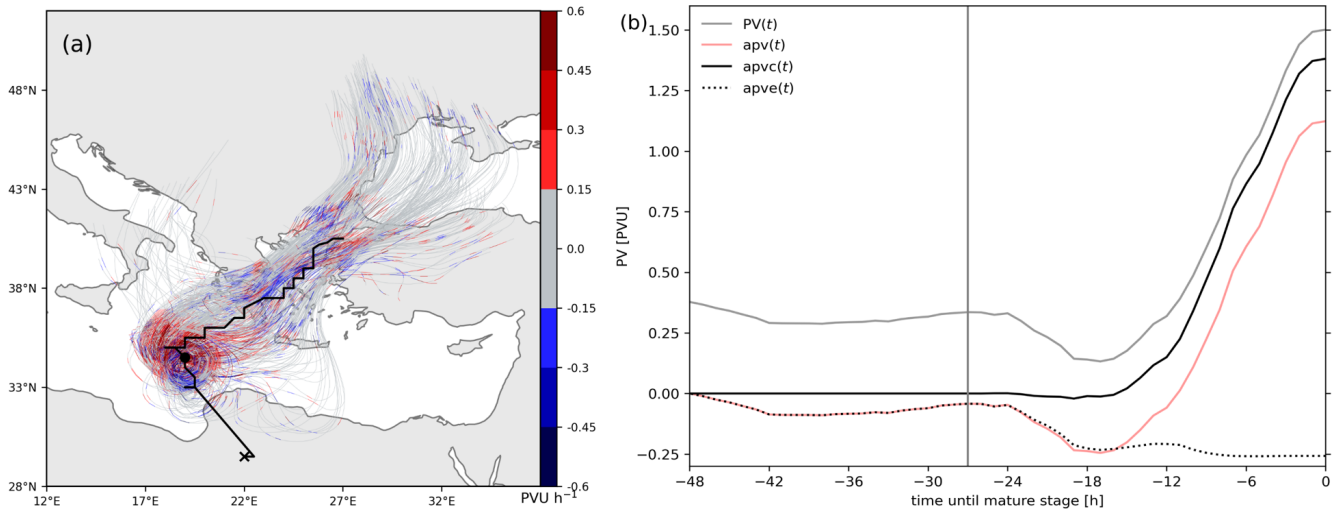 (a)
48°N
43°N
38°N
33°N
28°N
12°E 17°E 22°E 27°E 32°E
0.6
0.45
0.3
0.15
0.0
-0.15
-0.3
-0.45
-0.6
PVU h⁻¹
(b)
PV(t)
apv(t)
apvc(t)
apve(t)
1.50
1.25
1.00
0.75
0.50
0.25
0.00
−0.25
PV [PVU]
−48 −42 −36 −30 −24 −18 −12 −6 0
time until mature stage [h]